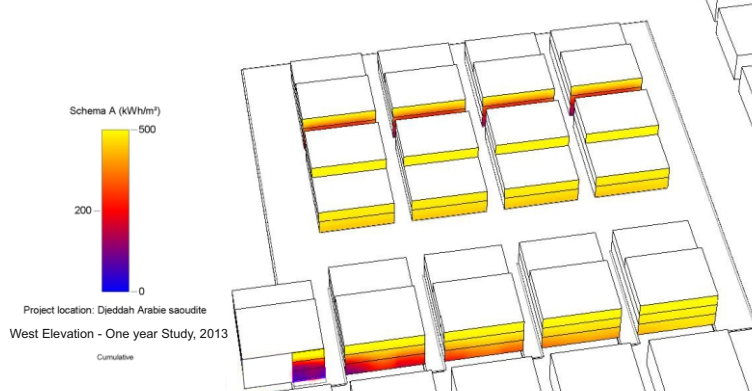 Schema A (kWh/m²)
500
200
0
Project location: Djeddah Arabie saoudite
West Elevation - One year Study, 2013
Cumulative